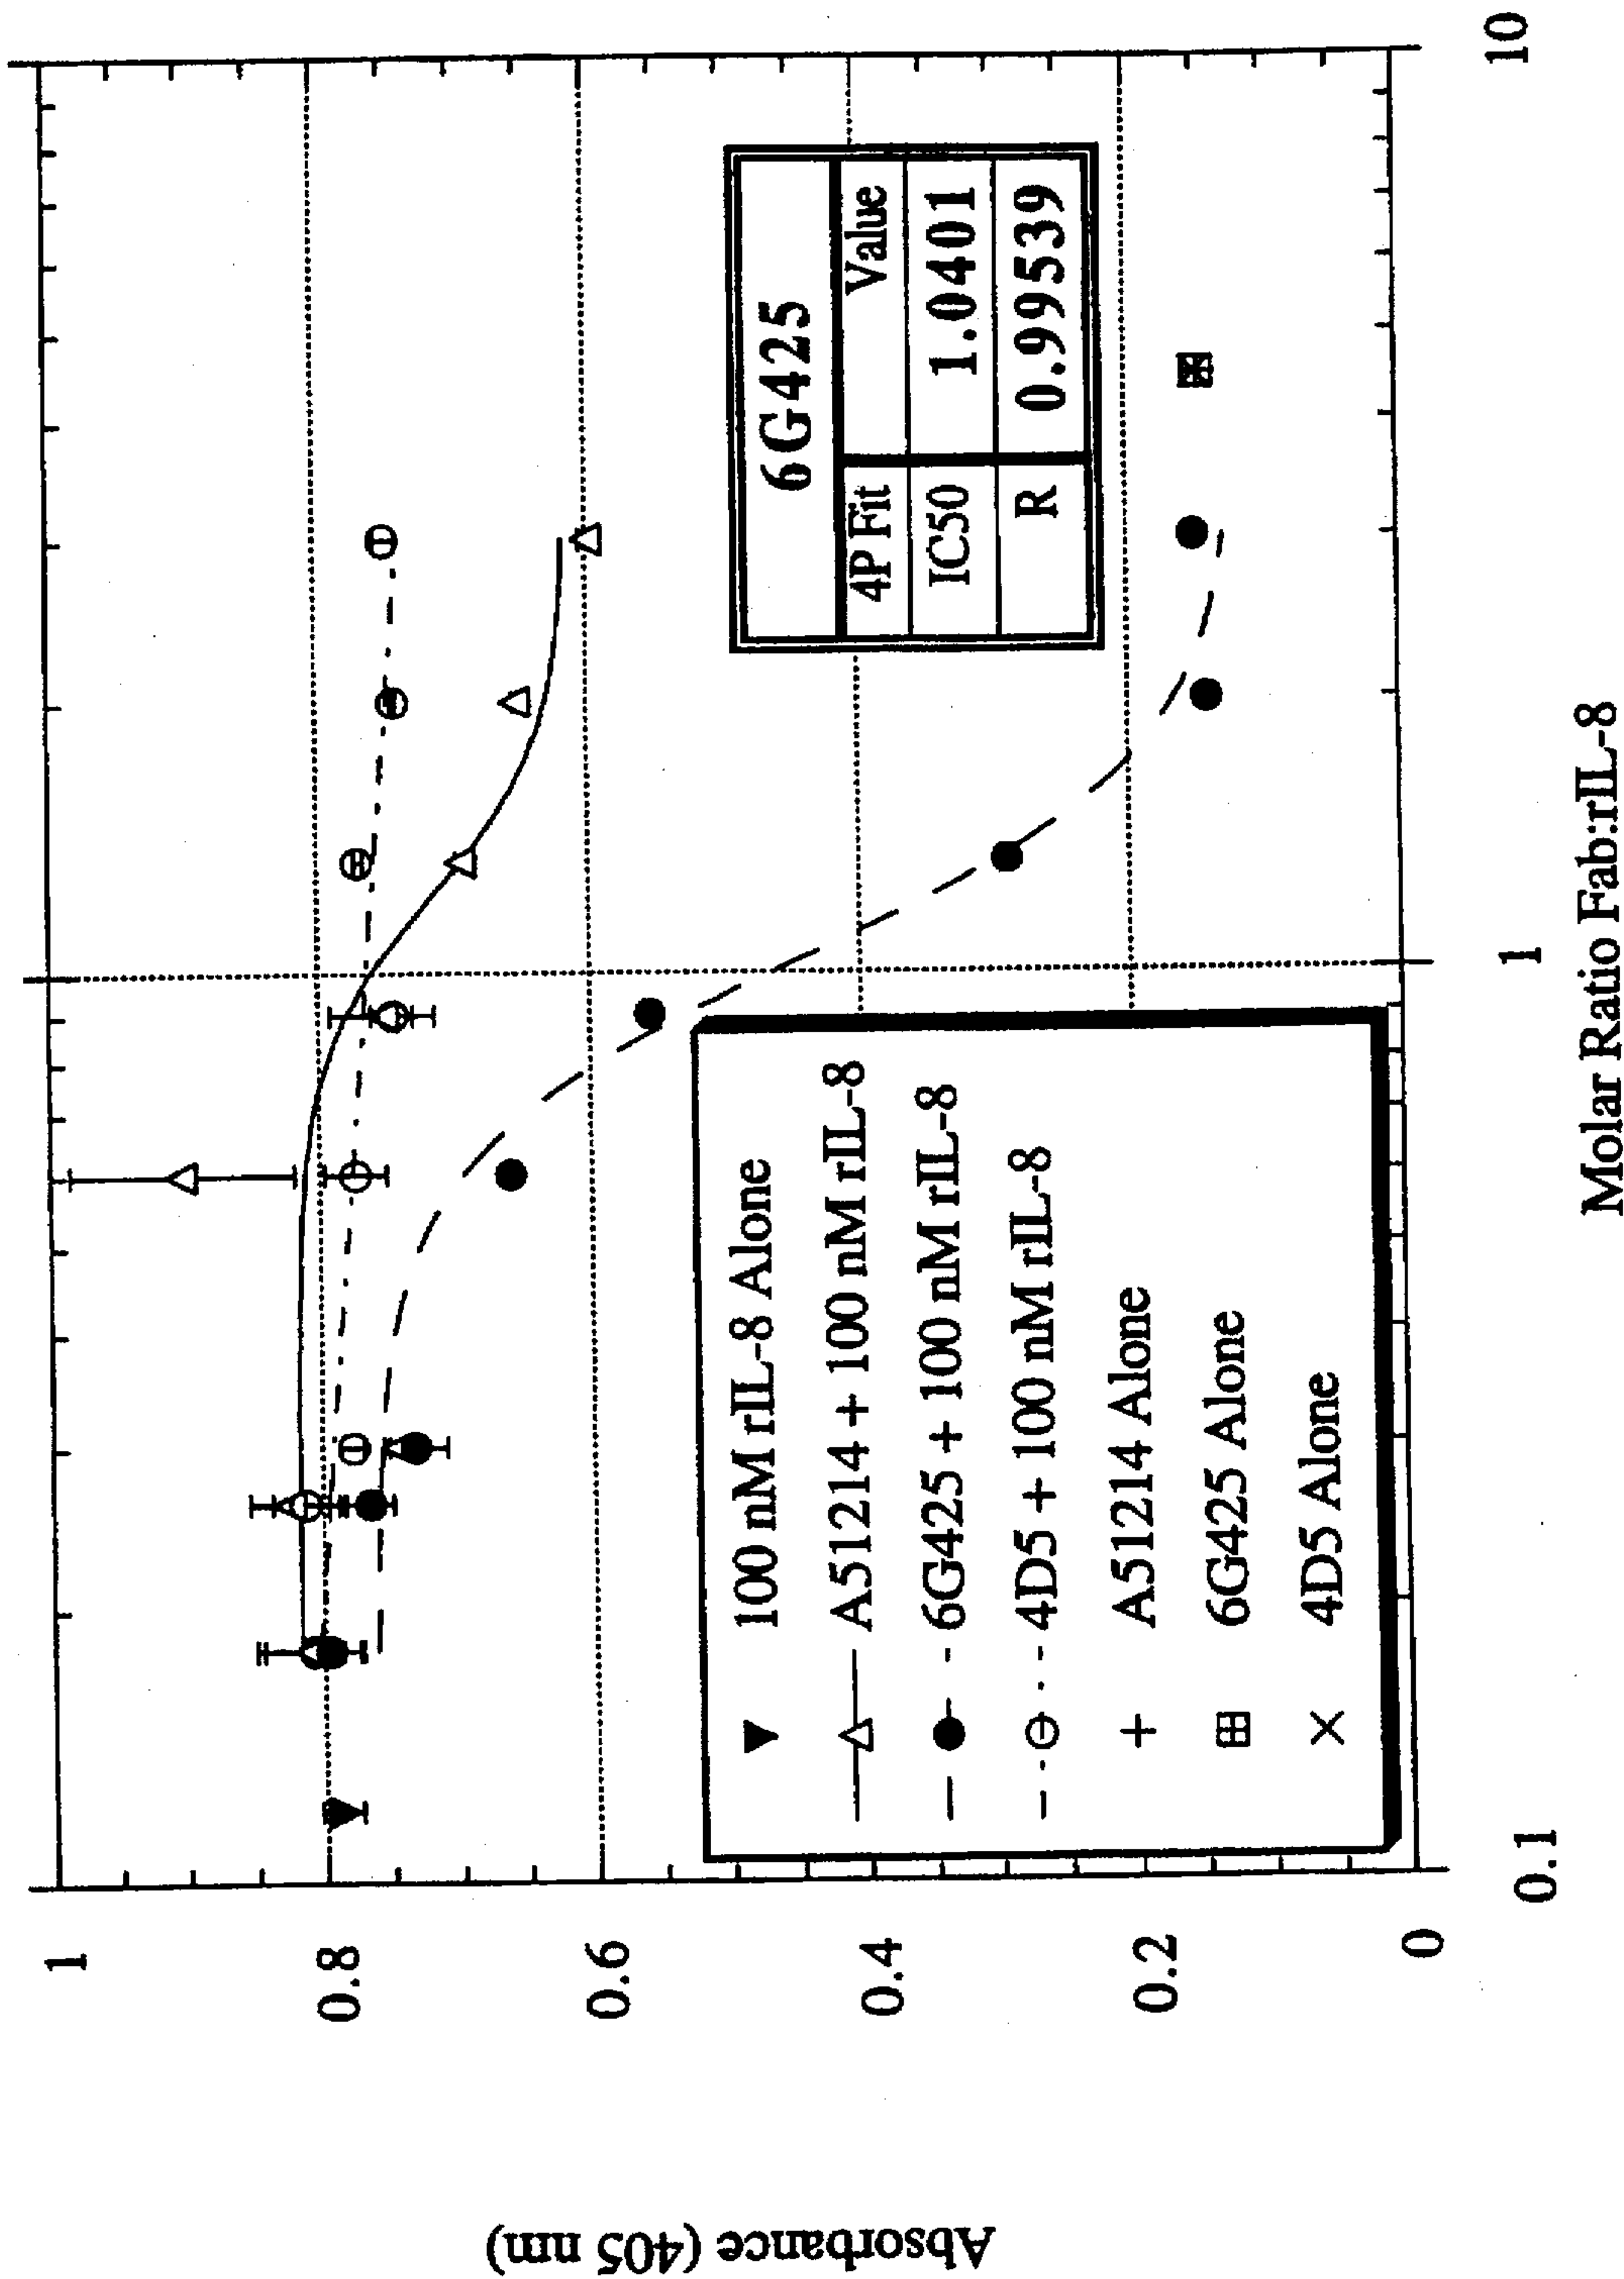 Absorbance (405 nm)
1
0.8
0.6
0.4
0.2
0
0.1
1
10
Molar Ratio Fab:rIL-8
100 nM rIL-8 Alone
A51214 + 100 nM rIL-8
6G425 + 100 nM rIL-8
4D5 + 100 nM rIL-8
A51214 Alone
6G425 Alone
4D5 Alone
6G425
4P Fit Value
IC50 1.0401
R 0.99539